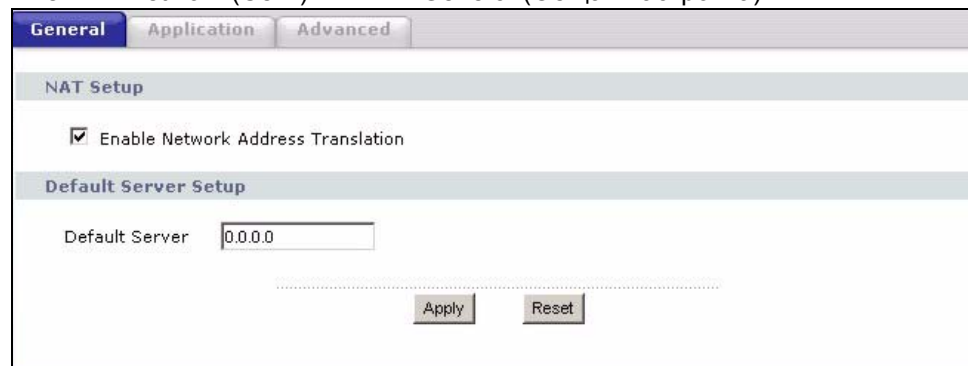 General Application Advanced
NAT Setup
Enable Network Address Translation
Default Server Setup
Default Server 0.0.0.0
Apply Reset